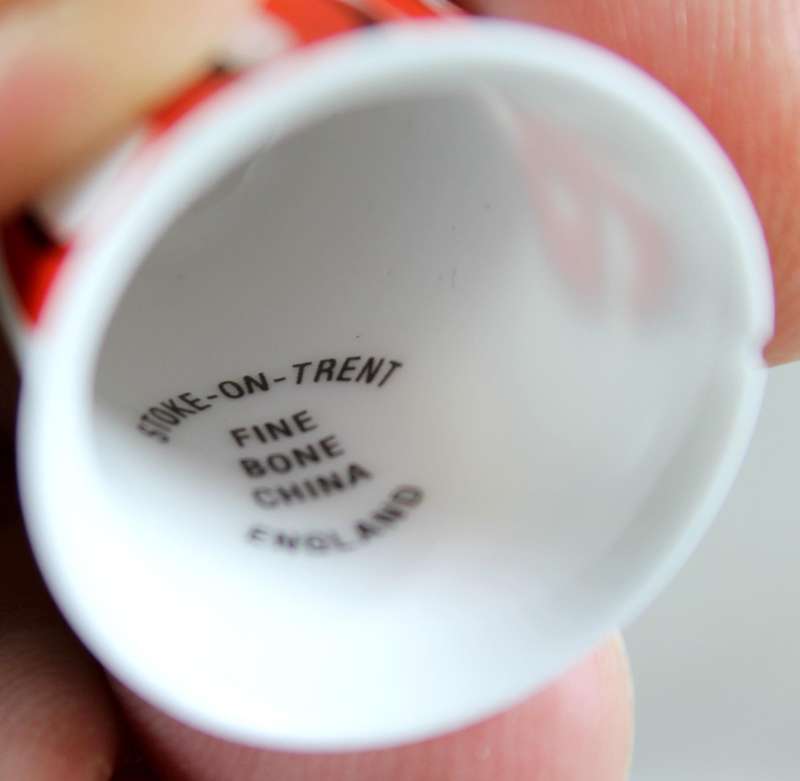 STOKE-ON-TRENT
FINE
BONE
CHINA
ENGLAND